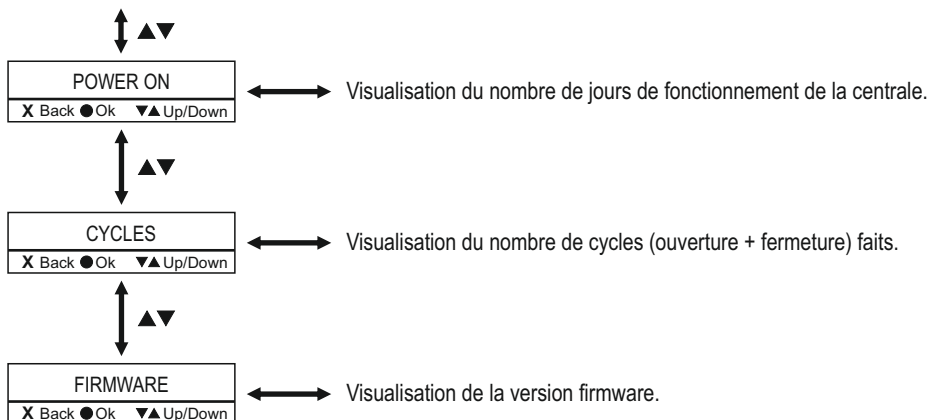 ▲▼
POWER ON
X Back ●Ok ▼▲Up/Down
Visualisation du nombre de jours de fonctionnement de la centrale.
▲▼
CYCLES
X Back ●Ok ▼▲Up/Down
Visualisation du nombre de cycles (ouverture + fermeture) faits.
▲▼
FIRMWARE
X Back ●Ok ▼▲Up/Down
Visualisation de la version firmware.